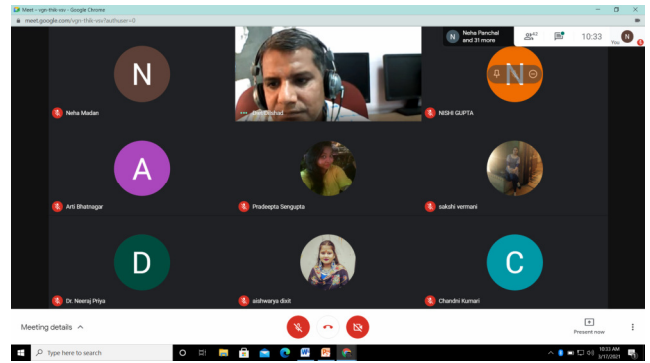 Meet - vgn-thik-vsv - Google Chrome
meet.google.com/vgn-thik-vsv?authuser=0
N
Neha Panchal
and 31 more
42
10:33
You
N
N
Neha Madan
N
NISHI GUPTA
A
Arti Bhatnagar
Pradeepta Sengupta
sakshi vermani
D
Dr. Neeraj Priya
aishwarya dixit
C
Chandni Kumari
Meeting details
Present now
Type here to search
10:33 AM
3/17/2021